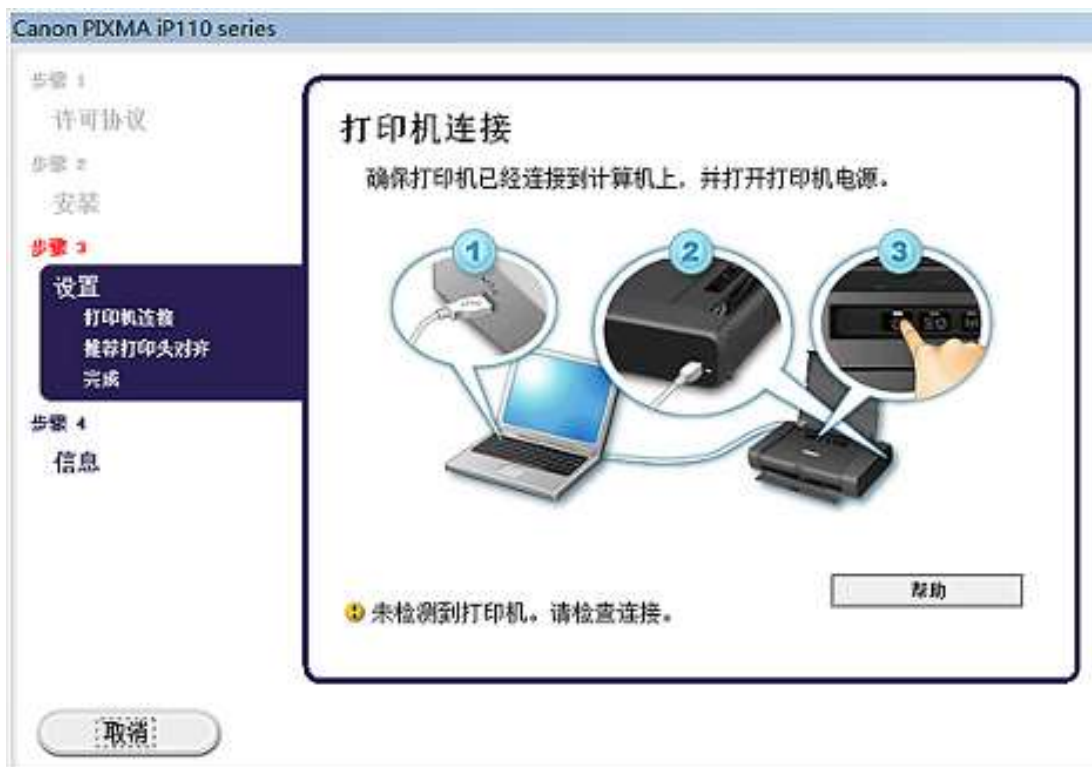 Canon PIXMA iP110 series
步骤 1
许可协议
步骤 2
安装
步骤 3
设置
打印机连接
推荐打印头对齐
完成
步骤 4
信息
打印机连接
确保打印机已经连接到计算机上，并打开打印机电源。
1
2
3
未检测到打印机。请检查连接。
帮助
取消